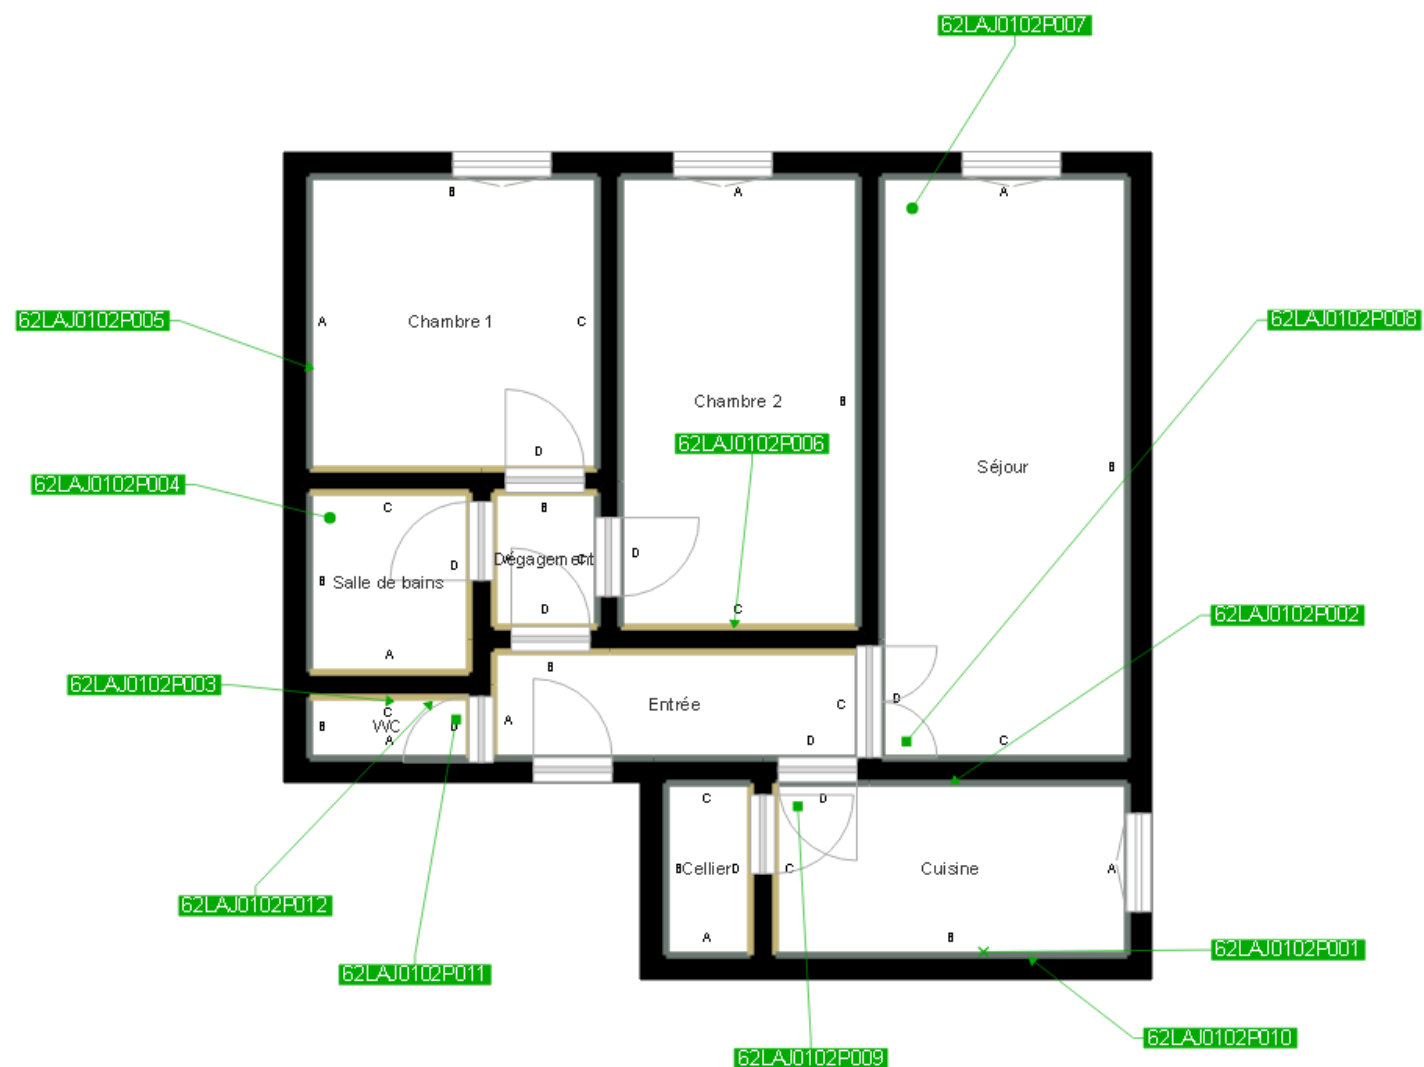 62LAJ0102P007
B
A
A
62LAJ0102P005
A
Chambre 1
C
62LAJ0102P008
Chambre 2
B
62LAJ0102P006
D
Séjour
B
62LAJ0102P004
C
B
Dégagement
A
C
D
D
B
Salle de bains
D
C
62LAJ0102P002
A
B
62LAJ0102P003
C
B
WC
D
A
A
Entrée
C
D
D
C
C
D
B
Cellier
D
C
Cuisine
A
62LAJ0102P012
A
B
62LAJ0102P001
62LAJ0102P011
62LAJ0102P010
62LAJ0102P009